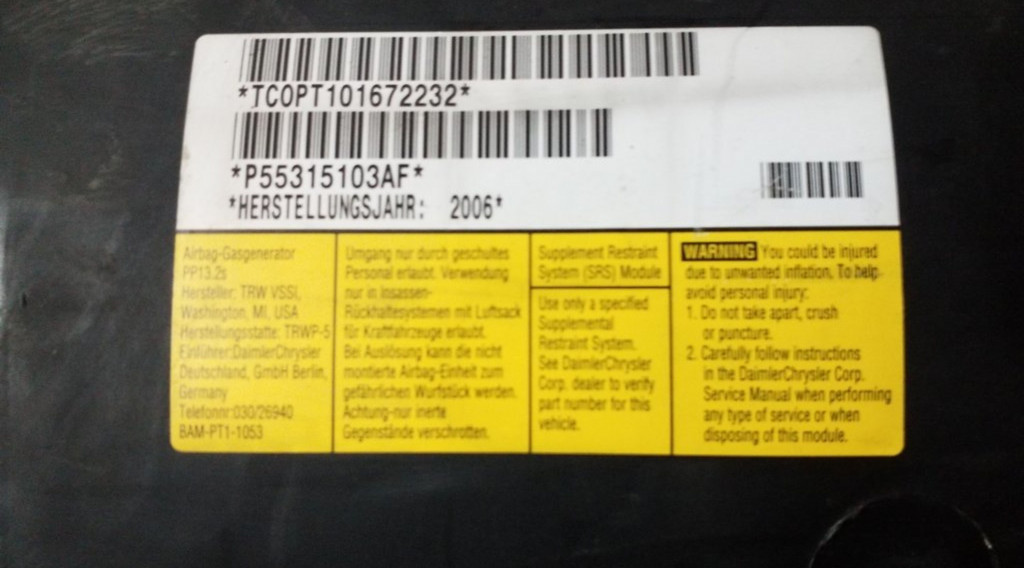 *TCOPT101672232*
*P55315103AF*
*HERSTELLUNGSJAHR: 2006*
Airbag-Gasgenerator
PP13.2s
Hersteller: TRW VSSI,
Washington, MI, USA
Herstellungsstatte: TRWP-5
Einführer:DaimlerChrysler
Deutschland, GmbH Berlin,
Germany
Telefonnr:030/26940
BAM-PT1-1053
Umgang nur durch geschultes
Personal erlaubt. Verwendung
nur in Insassen-
Rückhaltesystemen mit Luftsack
für Kraftfahrzeuge erlaubt.
Bei Auslösung kann die nicht
montierte Airbag-Einheit zum
gefährlichen Wurfstück werden.
Achtung-nur inerte
Gegenstände verschrotten.
Supplement Restraint
System (SRS) Module
Use only a specified
Supplemental
Restraint System.
See DaimlerChrysler
Corp. dealer to verify
part number for this
vehicle.
WARNING You could be injured
due to unwanted inflation. To help
avoid personal injury:
1. Do not take apart, crush
or puncture.
2. Carefully follow instructions
in the DaimlerChrysler Corp.
Service Manual when performing
any type of service or when
disposing of this module.